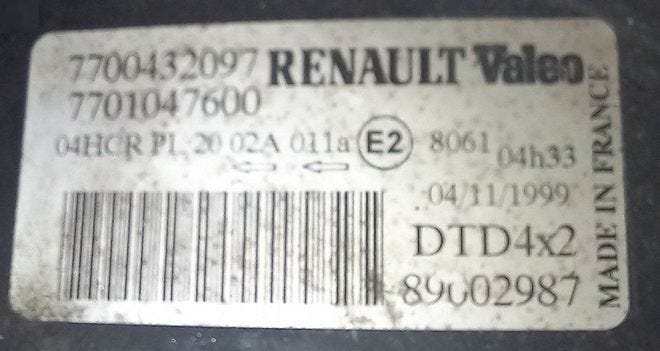 7700432097 RENAULT Valeo
7701047600
04HCR PL 20 02A 011a E2 8061 04h33
04/11/1999
DTD4x2
89002987
MADE IN FRANCE